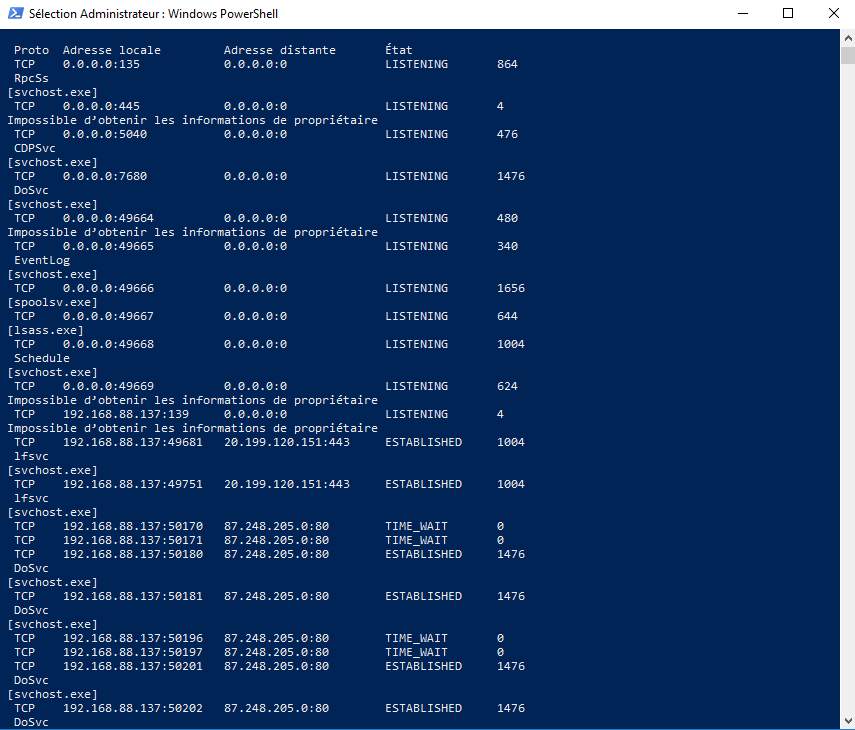 Sélection Administrateur : Windows PowerShell
Proto Adresse locale Adresse distante État
TCP 0.0.0.0:135 0.0.0.0:0 LISTENING 864
RpcSs
[svchost.exe]
TCP 0.0.0.0:445 0.0.0.0:0 LISTENING 4
Impossible d’obtenir les informations de propriétaire
TCP 0.0.0.0:5040 0.0.0.0:0 LISTENING 476
CDPSvc
[svchost.exe]
TCP 0.0.0.0:7680 0.0.0.0:0 LISTENING 1476
DoSvc
[svchost.exe]
TCP 0.0.0.0:49664 0.0.0.0:0 LISTENING 480
Impossible d’obtenir les informations de propriétaire
TCP 0.0.0.0:49665 0.0.0.0:0 LISTENING 340
EventLog
[svchost.exe]
TCP 0.0.0.0:49666 0.0.0.0:0 LISTENING 1656
[spoolsv.exe]
TCP 0.0.0.0:49667 0.0.0.0:0 LISTENING 644
[lsass.exe]
TCP 0.0.0.0:49668 0.0.0.0:0 LISTENING 1004
Schedule
[svchost.exe]
TCP 0.0.0.0:49669 0.0.0.0:0 LISTENING 624
Impossible d’obtenir les informations de propriétaire
TCP 192.168.88.137:139 0.0.0.0:0 LISTENING 4
Impossible d’obtenir les informations de propriétaire
TCP 192.168.88.137:49681 20.199.120.151:443 ESTABLISHED 1004
lfsvc
[svchost.exe]
TCP 192.168.88.137:49751 20.199.120.151:443 ESTABLISHED 1004
lfsvc
[svchost.exe]
TCP 192.168.88.137:50170 87.248.205.0:80 TIME_WAIT 0
TCP 192.168.88.137:50171 87.248.205.0:80 TIME_WAIT 0
TCP 192.168.88.137:50180 87.248.205.0:80 ESTABLISHED 1476
DoSvc
[svchost.exe]
TCP 192.168.88.137:50181 87.248.205.0:80 ESTABLISHED 1476
DoSvc
[svchost.exe]
TCP 192.168.88.137:50196 87.248.205.0:80 TIME_WAIT 0
TCP 192.168.88.137:50197 87.248.205.0:80 TIME_WAIT 0
TCP 192.168.88.137:50201 87.248.205.0:80 ESTABLISHED 1476
DoSvc
[svchost.exe]
TCP 192.168.88.137:50202 87.248.205.0:80 ESTABLISHED 1476
DoSvc